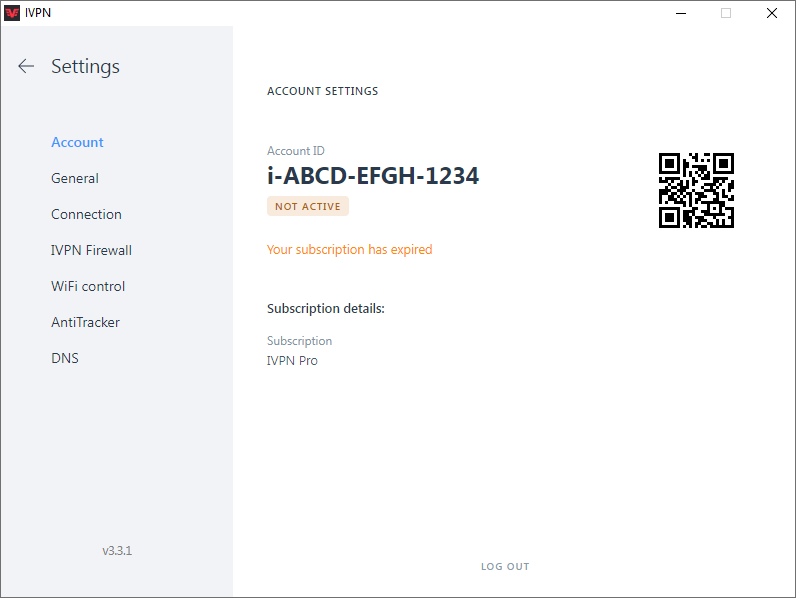 IVPN
Settings
Account
General
Connection
IVPN Firewall
WiFi control
AntiTracker
DNS
v3.3.1
ACCOUNT SETTINGS
Account ID
i-ABCD-EFGH-1234
NOT ACTIVE
Your subscription has expired
Subscription details:
Subscription
IVPN Pro
LOG OUT